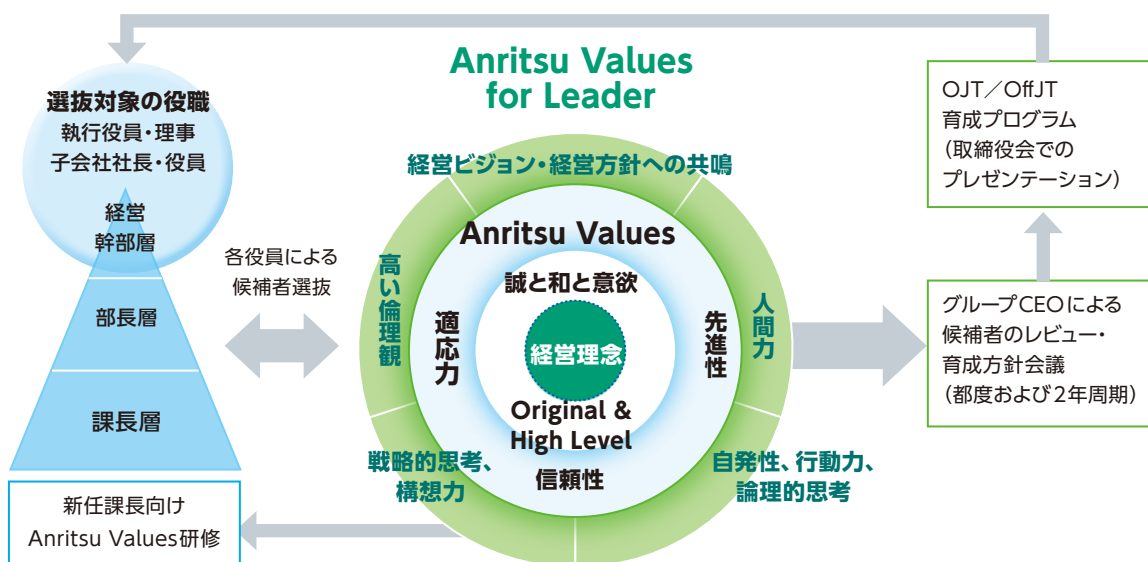 Anritsu Values
for Leader
選抜対象の役職
執行役員・理事
子会社社長・役員
経営
幹部層
部長層
課長層
新任課長向け
Anritsu Values研修
各役員による
候補者選抜
経営ビジョン・経営方針への共鳴
高い倫理観
人間力
戦略的思考、
構想力
自発性、行動力、
論理的思考
Anritsu Values
適応力
先進性
信頼性
誠と和と意欲
経営理念
Original &
High Level
OJT／OffJT
育成プログラム
（取締役会での
プレゼンテーション）
グループCEOによる
候補者のレビュー・
育成方針会議
（都度および2年周期）